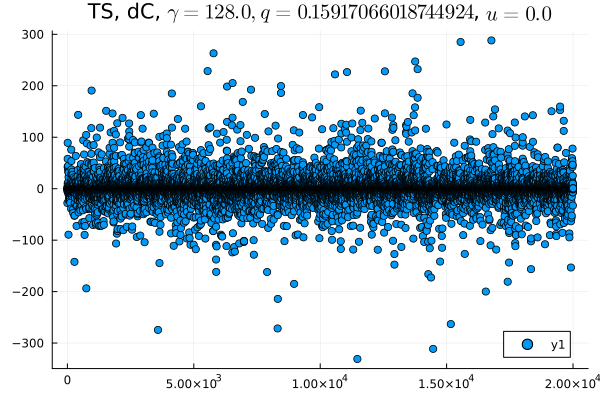 TS, dC, γ = 128.0, q = 0.15917066018744924, u = 0.0
300
200
100
0
−100
−200
−300
y1
0 5.00×10³ 1.00×10⁴ 1.50×10⁴ 2.00×10⁴